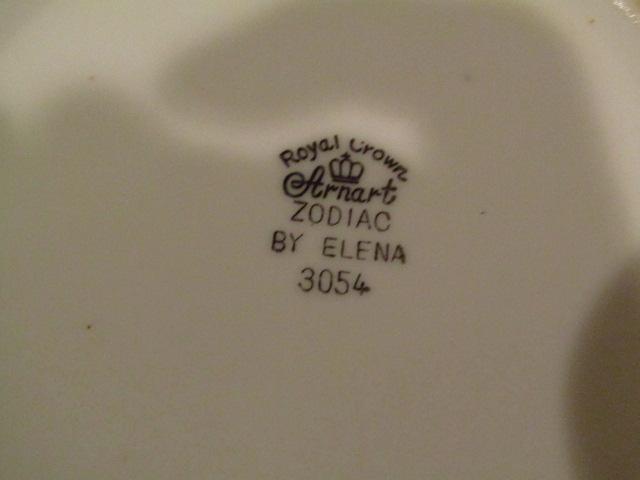 Royal Crown
Arnart
ZODIAC
BY ELENA
3054